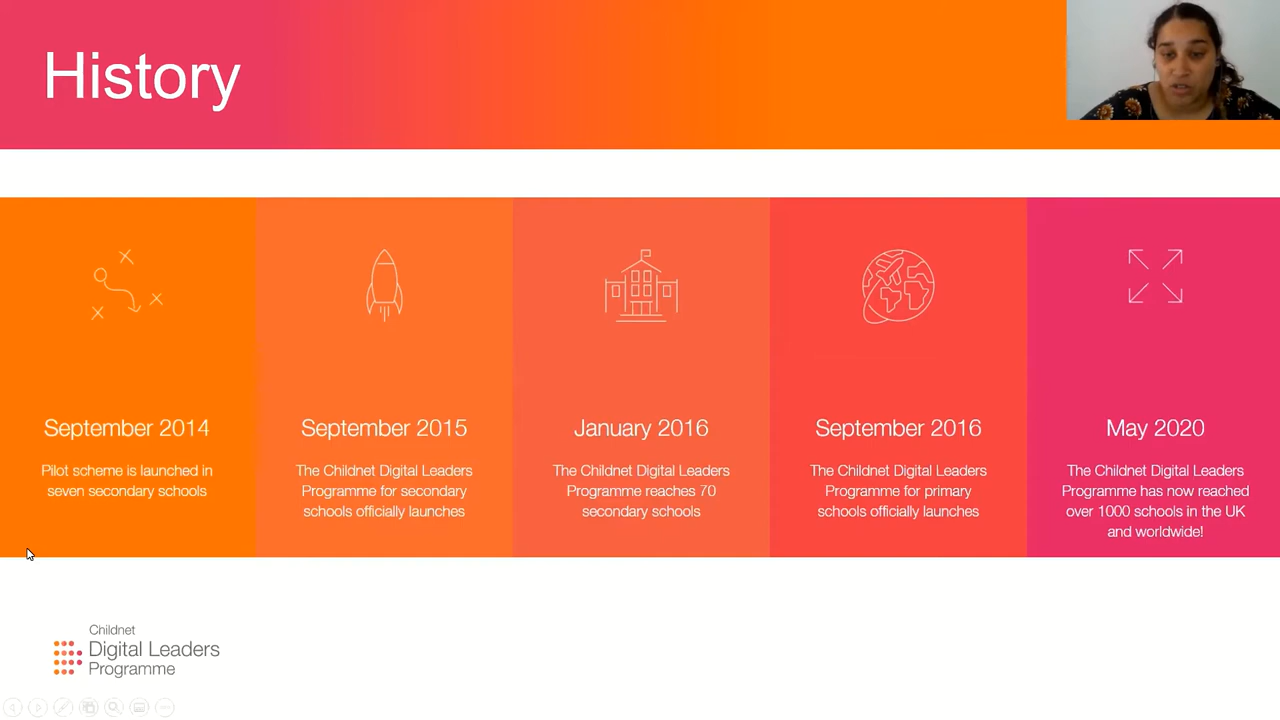 History
September 2014
Pilot scheme is launched in
seven secondary schools
September 2015
The Childnet Digital Leaders
Programme for secondary
schools officially launches
January 2016
The Childnet Digital Leaders
Programme reaches 70
secondary schools
September 2016
The Childnet Digital Leaders
Programme for primary
schools officially launches
May 2020
The Childnet Digital Leaders
Programme has now reached
over 1000 schools in the UK
and worldwide!
Childnet
Digital Leaders
Programme